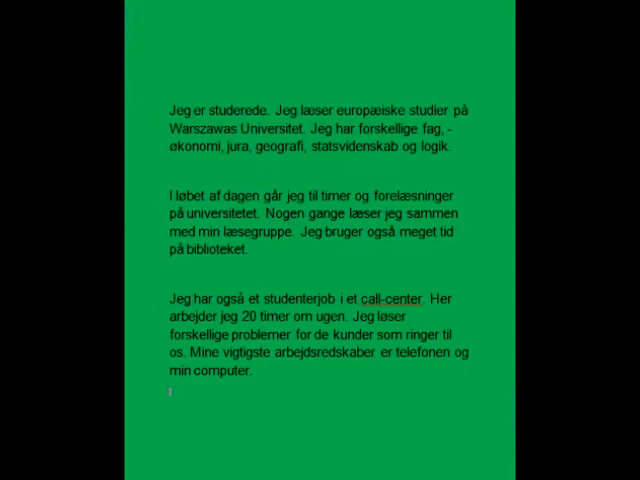 Jeg er studerede. Jeg læser europæiske studier på
Warszawas Universitet. Jeg har forskellige fag, -
økonomi, jura, geografi, statsvidenskab og logik.
I løbet af dagen går jeg til timer og forelæsninger
på universitetet. Nogen gange læser jeg sammen
med min læsegruppe. Jeg bruger også meget tid
på biblioteket.
Jeg har også et studenterjob i et call-center. Her
arbejder jeg 20 timer om ugen. Jeg løser
forskellige problemer for de kunder som ringer til
os. Mine vigtigste arbejdsredskaber er telefonen og
min computer.